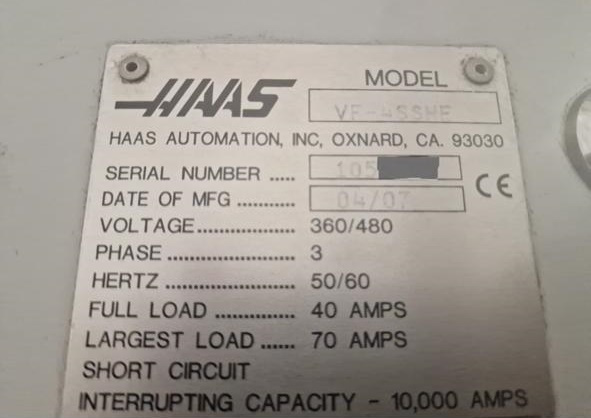 HAAS
MODEL
VF-4SSHE
HAAS AUTOMATION, INC, OXNARD, CA. 93030
SERIAL NUMBER ..... 105
DATE OF MFG .......... 04/07
CE
VOLTAGE................. 360/480
PHASE ..................... 3
HERTZ ...................... 50/60
FULL LOAD .............. 40 AMPS
LARGEST LOAD ...... 70 AMPS
SHORT CIRCUIT
INTERRUPTING CAPACITY - 10,000 AMPS